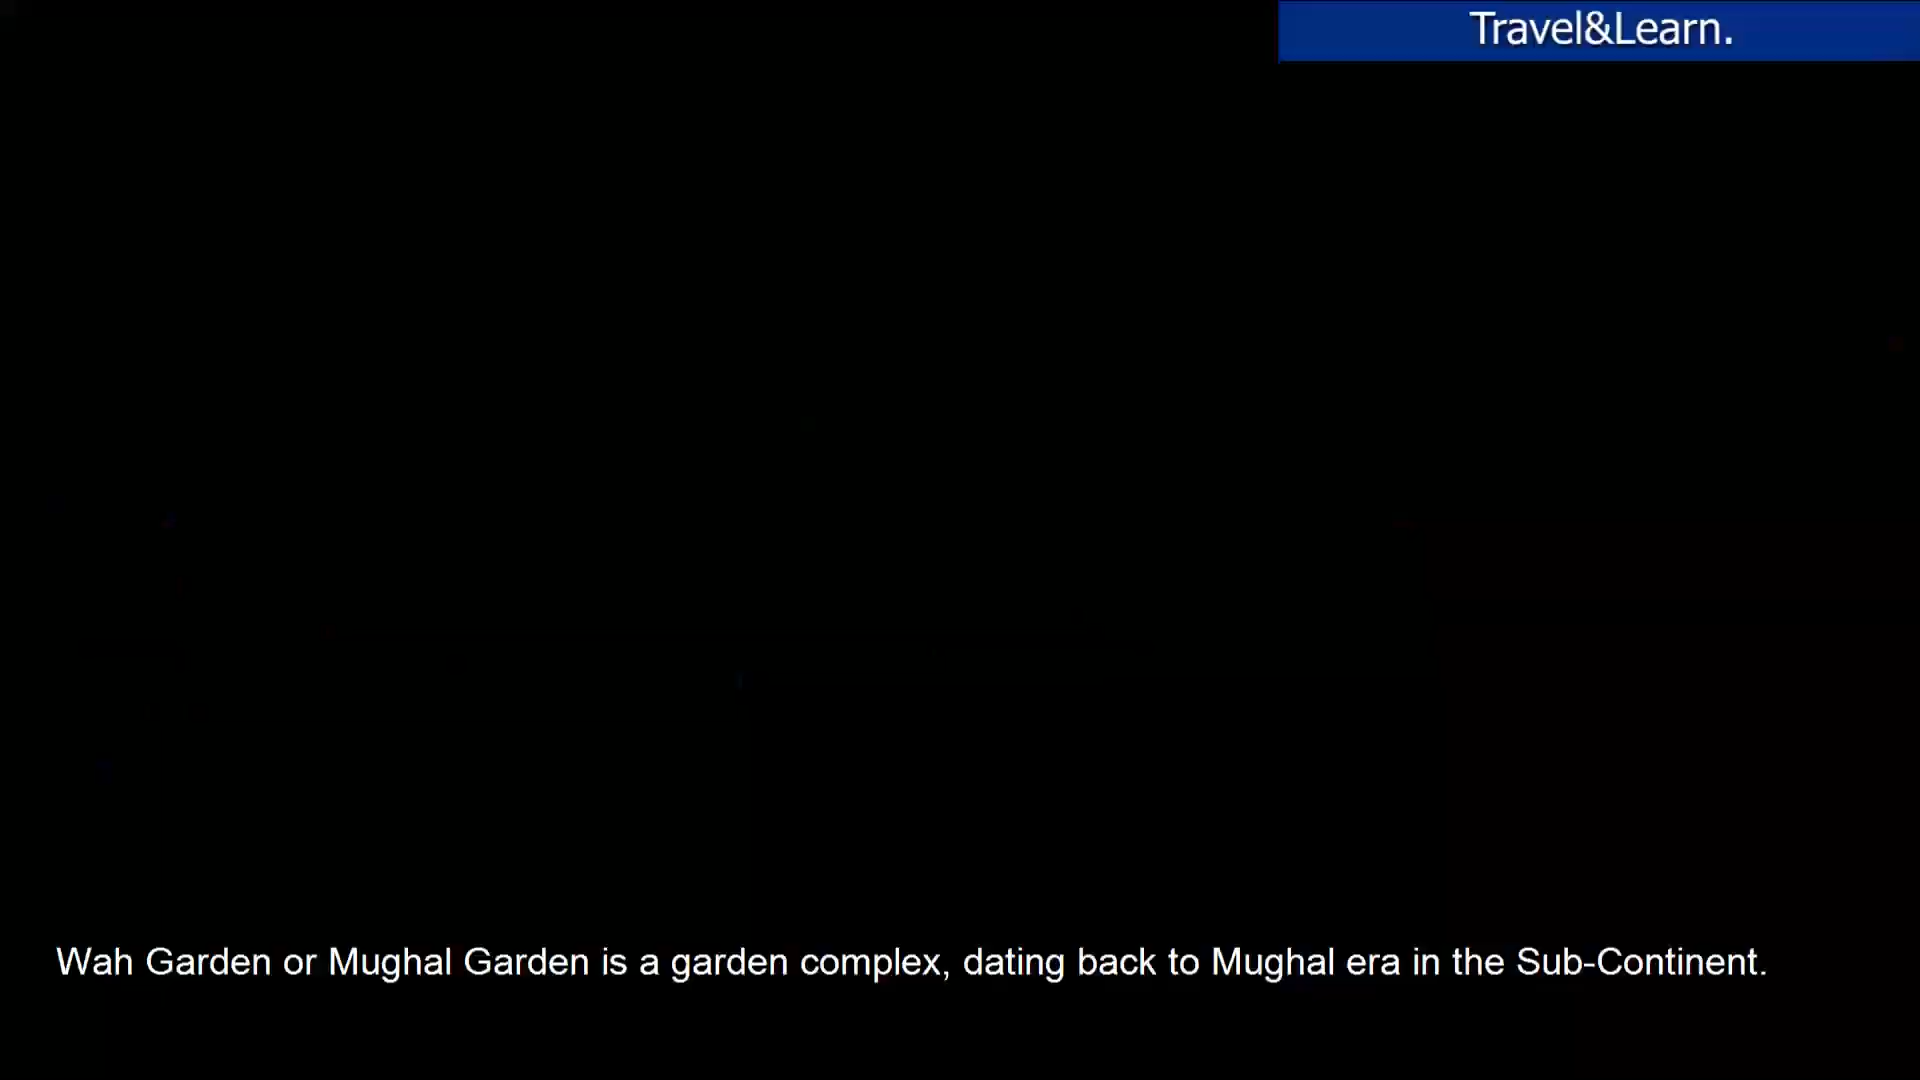 Travel&Learn.
Wah Garden or Mughal Garden is a garden complex, dating back to Mughal era in the Sub-Continent.